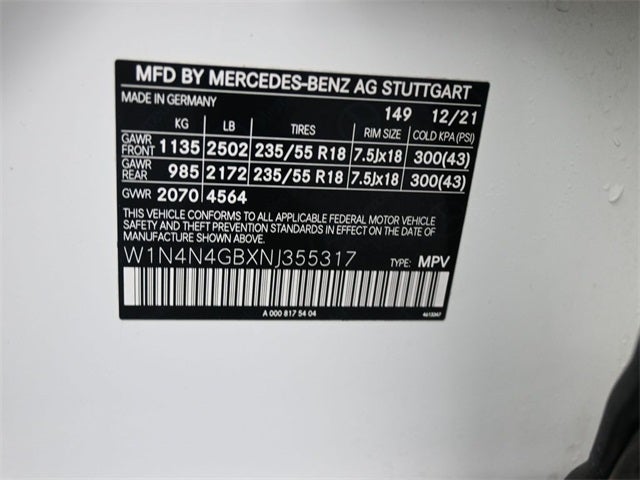 MFD BY MERCEDES-BENZ AG STUTTGART
MADE IN GERMANY 149 12/21
KG LB TIRES RIM SIZE COLD KPA(PSI)
GAWR FRONT 1135 2502 235/55 R18 7.5Jx18 300(43)
GAWR REAR 985 2172 235/55 R18 7.5Jx18 300(43)
GVWR 2070 4564
THIS VEHICLE CONFORMS TO ALL APPLICABLE FEDERAL MOTOR VEHICLE
SAFETY AND THEFT PREVENTION STANDARDS IN EFFECT ON THE DATE
OF MANUFACTURE SHOWN ABOVE.
W1N4N4GBXNJ355317 TYPE: MPV
A 000 817 54 04